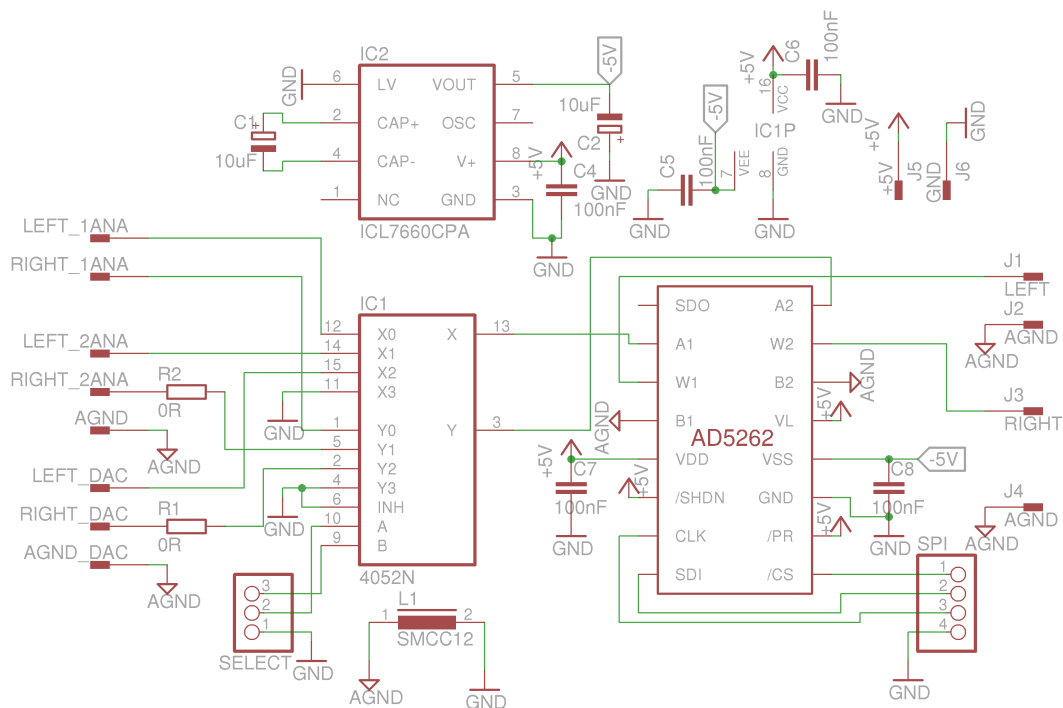 IC2
GND
6
LV
VOUT
5
-5V
C1
+
10uF
2
CAP+
OSC
7
10uF
C2
+
GND
4
CAP-
V+
8
+5V
C4
100nF
1
NC
GND
3
ICL7660CPA
GND
C5
100nF
-5V
GND
7
VEE
+5V
16
VCC
IC1P
8
GND
GND
C6
100nF
GND
+5V
+5V
J5
GND
GND
J6
LEFT_1ANA
RIGHT_1ANA
LEFT_2ANA
RIGHT_2ANA
R2
0R
AGND
AGND
LEFT_DAC
RIGHT_DAC
R1
0R
AGND_DAC
AGND
IC1
12
X0
X
13
14
X1
15
X2
11
X3
GND
1
Y0
Y
3
5
Y1
2
Y2
4
Y3
6
INH
GND
10
A
9
B
4052N
3
2
1
SELECT
GND
L1
1
2
SMCC12
AGND
GND
SDO
A2
A1
W2
W1
B2
AGND
AGND
B1
VL
+5V
AD5262
+5V
C7
100nF
GND
VDD
VSS
-5V
C8
100nF
GND
+5V
/SHDN
GND
CLK
/PR
+5V
SDI
/CS
J1
LEFT
J2
AGND
AGND
J3
RIGHT
J4
AGND
AGND
SPI
1
2
3
4
GND